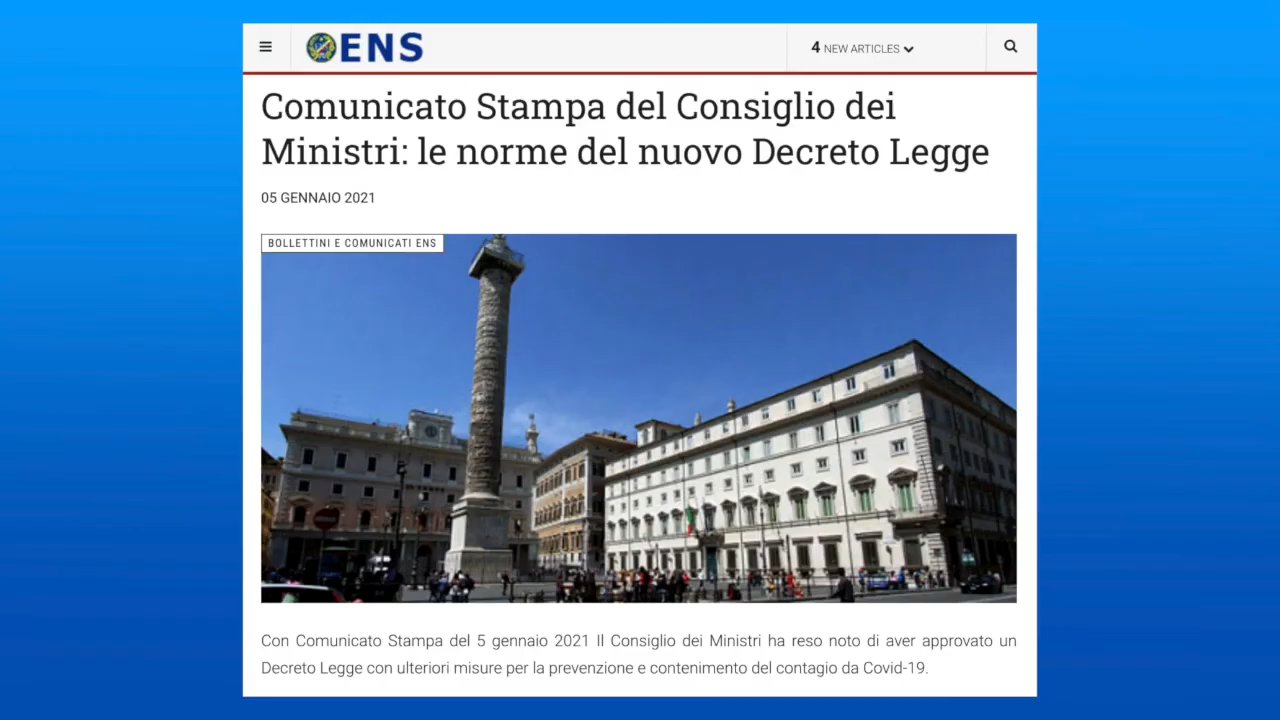 ENS
4 NEW ARTICLES
Comunicato Stampa del Consiglio dei
Ministri: le norme del nuovo Decreto Legge
05 GENNAIO 2021
BOLLETTINI E COMUNICATI ENS
Con Comunicato Stampa del 5 gennaio 2021 Il Consiglio dei Ministri ha reso noto di aver approvato un
Decreto Legge con ulteriori misure per la prevenzione e contenimento del contagio da Covid-19.